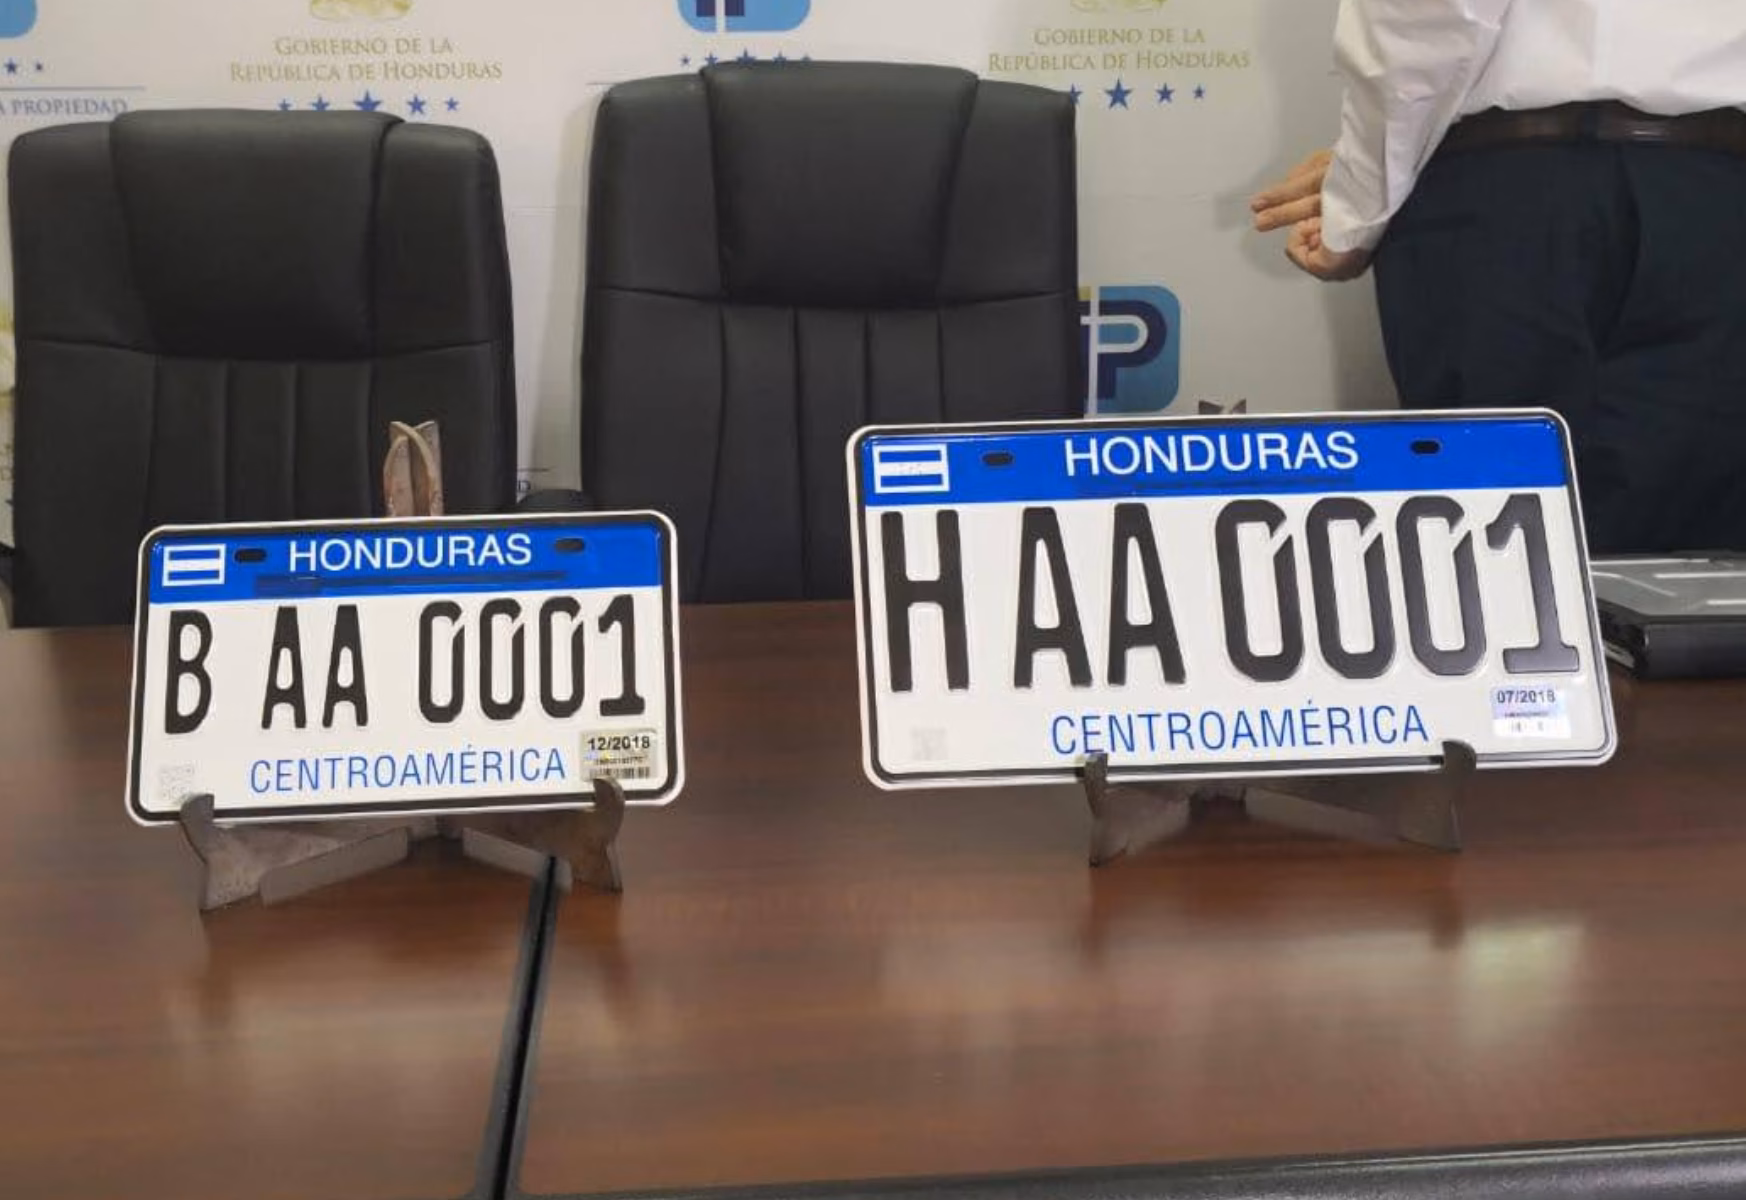 GOBIERNO DE LA
REPÚBLICA DE HONDURAS
GOBIERNO DE LA
REPÚBLICA DE HONDURAS
A PROPIEDAD
P
HONDURAS
B AA 0001
CENTROAMÉRICA
12/2018
HONDURAS
H AA 0001
CENTROAMÉRICA
07/2018